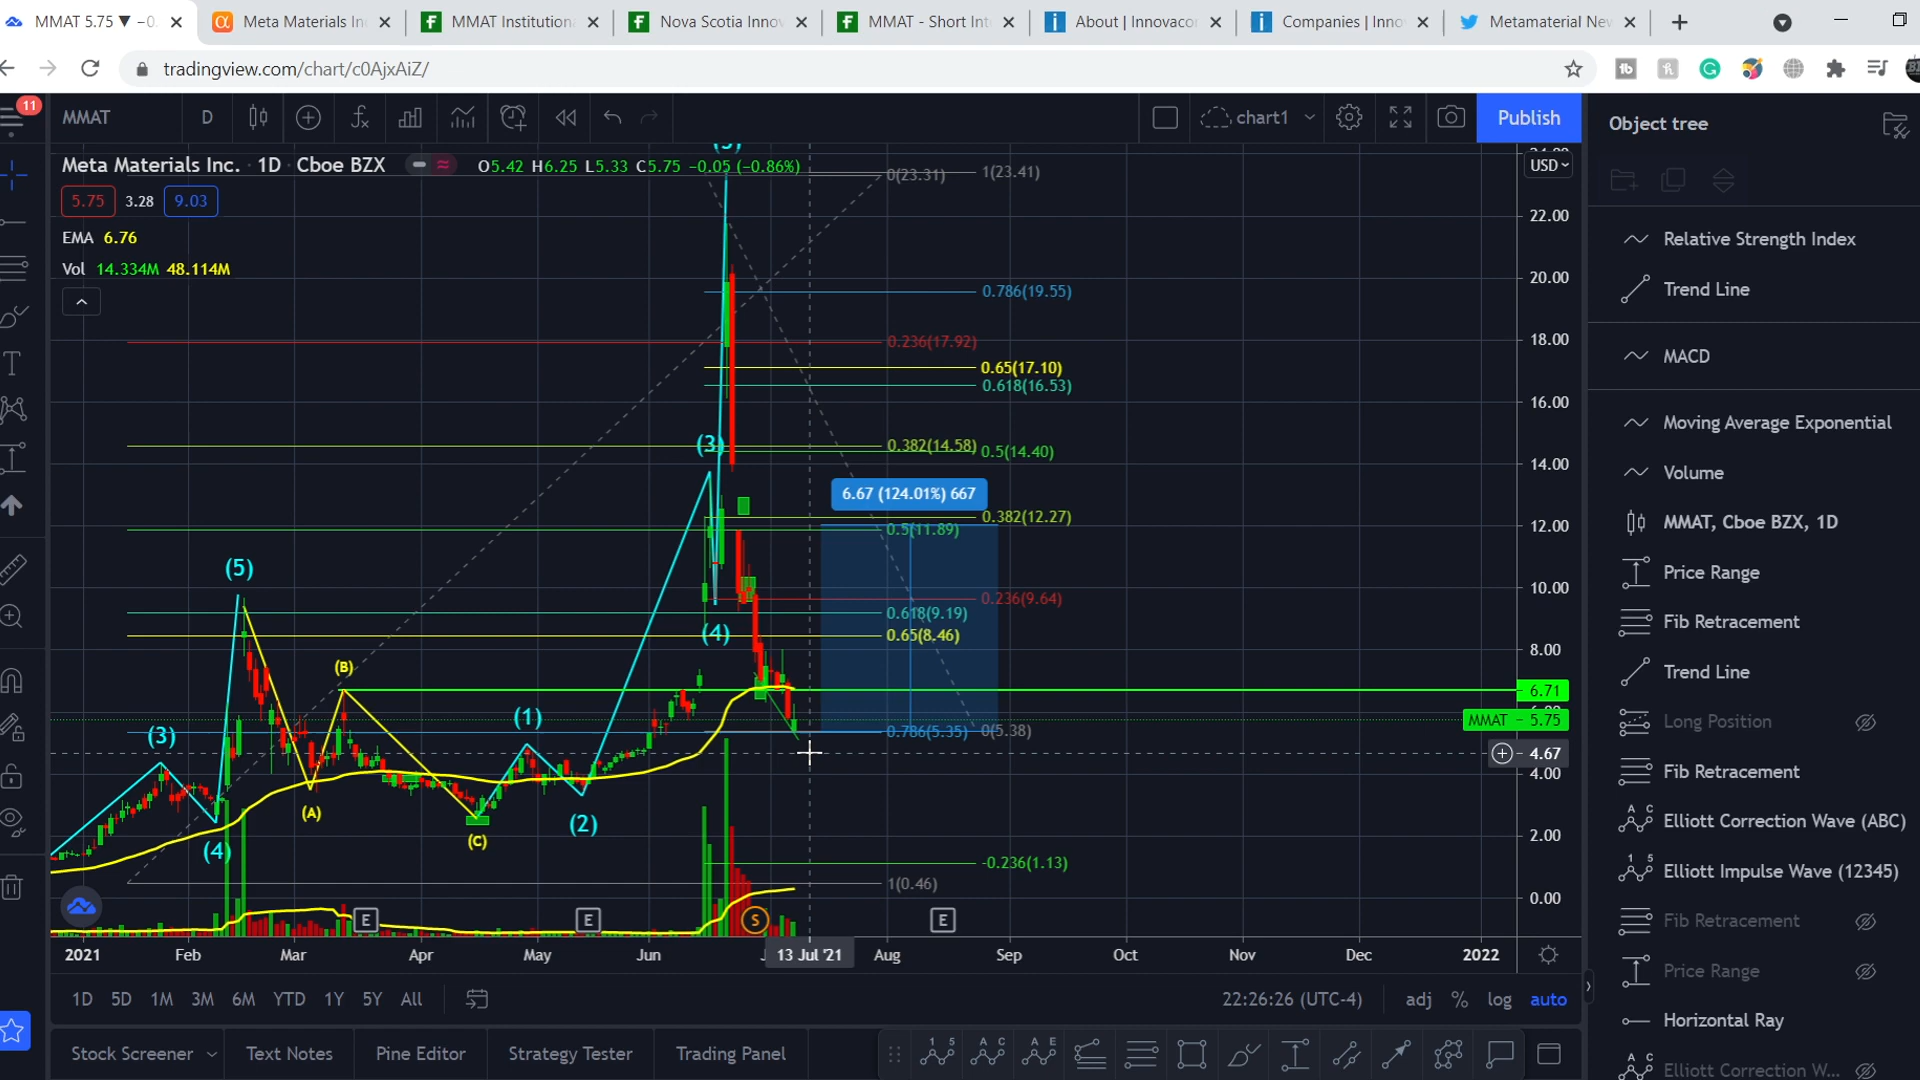 MMAT 5.75 ▼ −0.
Meta Materials In
MMAT Institutiona
Nova Scotia Innov
MMAT - Short Int
About | Innovacor
Companies | Inno
Metamaterial Nev
tradingview.com/chart/c0AjxAiZ/
11
MMAT
D
chart1
Publish
Object tree
Meta Materials Inc. · 1D · Cboe BZX
O5.42 H6.25 L5.33 C5.75 −0.05 (−0.86%)
5.75
3.28
9.03
EMA 6.76
Vol 14.334M 48.114M
USD
22.00
20.00
18.00
16.00
14.00
12.00
10.00
8.00
6.71
MMAT − 5.75
4.67
4.00
2.00
0.00
0(23.31)
1(23.41)
0.786(19.55)
0.236(17.92)
0.65(17.10)
0.618(16.53)
0.382(14.58)
0.5(14.40)
6.67 (124.01%) 667
0.382(12.27)
0.5(11.89)
0.236(9.64)
0.618(9.19)
0.65(8.46)
0.786(5.35)
0(5.38)
-0.236(1.13)
1(0.46)
(3)
(4)
(5)
(A)
(B)
(C)
(1)
(2)
(3)
(4)
E
E
S
E
2021
Feb
Mar
Apr
May
Jun
13 Jul '21
Aug
Sep
Oct
Nov
Dec
2022
1D 5D 1M 3M 6M YTD 1Y 5Y All
22:26:26 (UTC-4)
adj % log auto
Stock Screener
Text Notes
Pine Editor
Strategy Tester
Trading Panel
Relative Strength Index
Trend Line
MACD
Moving Average Exponential
Volume
MMAT, Cboe BZX, 1D
Price Range
Fib Retracement
Trend Line
Long Position
Fib Retracement
Elliott Correction Wave (ABC)
Elliott Impulse Wave (12345)
Fib Retracement
Price Range
Horizontal Ray
Elliott Correction W...